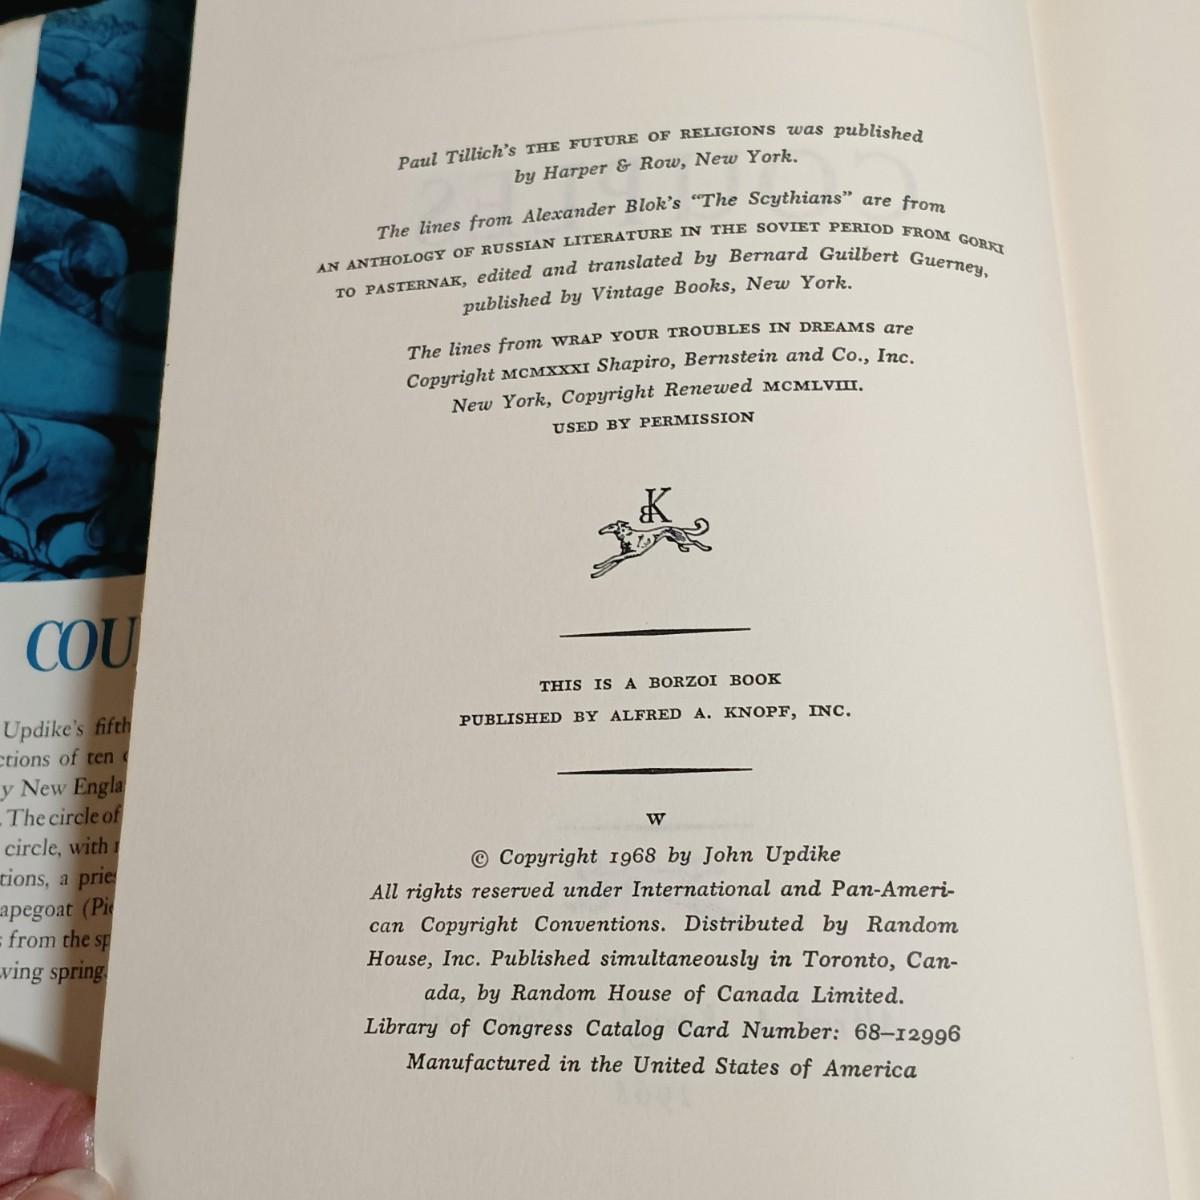 Paul Tillich's THE FUTURE OF RELIGIONS was published
by Harper & Row, New York.
The lines from Alexander Blok's “The Scythians” are from
AN ANTHOLOGY OF RUSSIAN LITERATURE IN THE SOVIET PERIOD FROM GORKI
TO PASTERNAK, edited and translated by Bernard Guilbert Guerney,
published by Vintage Books, New York.
The lines from WRAP YOUR TROUBLES IN DREAMS are
Copyright MCMXXXI Shapiro, Bernstein and Co., Inc.
New York, Copyright Renewed MCMLVIII.
USED BY PERMISSION
BK
THIS IS A BORZOI BOOK
PUBLISHED BY ALFRED A. KNOPF, INC.
W
© Copyright 1968 by John Updike
All rights reserved under International and Pan-Ameri-
can Copyright Conventions. Distributed by Random
House, Inc. Published simultaneously in Toronto, Can-
ada, by Random House of Canada Limited.
Library of Congress Catalog Card Number: 68–12996
Manufactured in the United States of America
COU
Updike's fifth
ctions of ten
y New Engla
. The circle of
circle, with
tions, a prie
apegoat (Pie
s from the sp
wing spring.